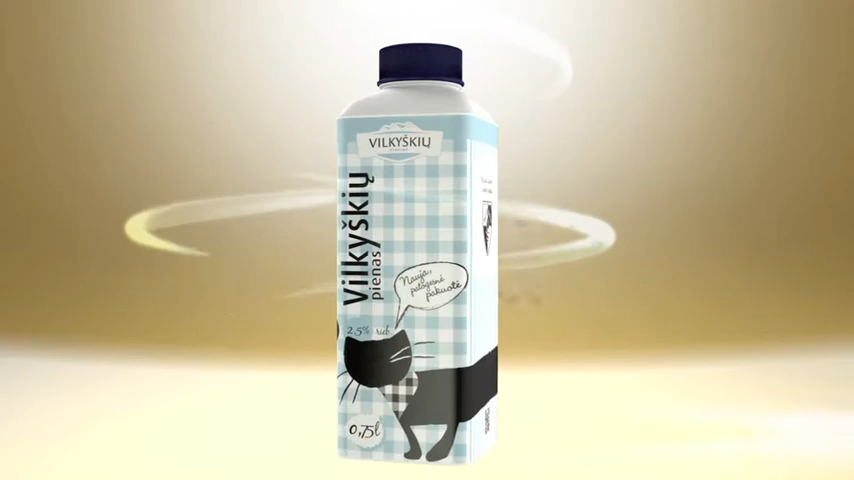 VILKYŠKIŲ
Vilkyškių
pienas
Nauja,
patogesnė
pakuotė
2.5% rieb.
0,75l